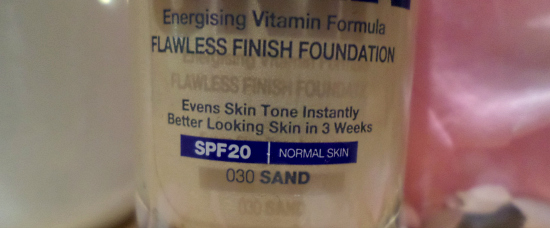 Energising Vitamin Formula
FLAWLESS FINISH FOUNDATION
Evens Skin Tone Instantly
Better Looking Skin in 3 Weeks
SPF20 NORMAL SKIN
030 SAND